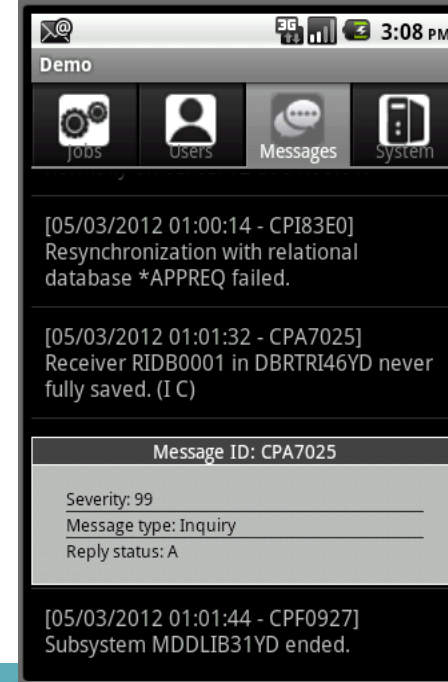 3G
3:08 PM
Demo
Jobs
Users
Messages
System
[05/03/2012 01:00:14 - CPI83E0]
Resynchronization with relational
database *APPREQ failed.
[05/03/2012 01:01:32 - CPA7025]
Receiver RIDB0001 in DBRTRI46YD never
fully saved. (I C)
Message ID: CPA7025
Severity: 99
Message type: Inquiry
Reply status: A
[05/03/2012 01:01:44 - CPF0927]
Subsystem MDDLIB31YD ended.